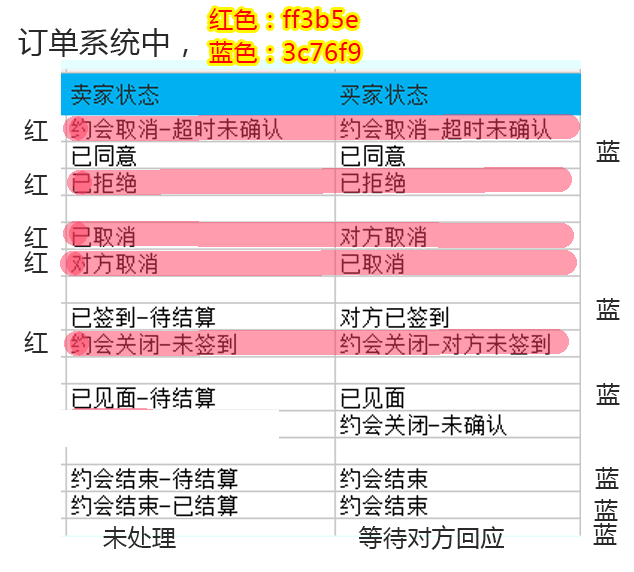 红色：ff3b5e
订单系统中，
蓝色：3c76f9
卖家状态 买家状态
红 约会取消-超时未确认 约会取消-超时未确认
已同意 已同意 蓝
红 已拒绝 已拒绝
红 已取消 对方取消
红 对方取消 已取消
已签到-待结算 对方已签到 蓝
红 约会关闭-未签到 约会关闭-对方未签到
已见面-待结算 已见面 蓝
约会关闭-未确认
约会结束-待结算 约会结束 蓝
约会结束-已结算 约会结束 蓝
未处理 等待对方回应 蓝